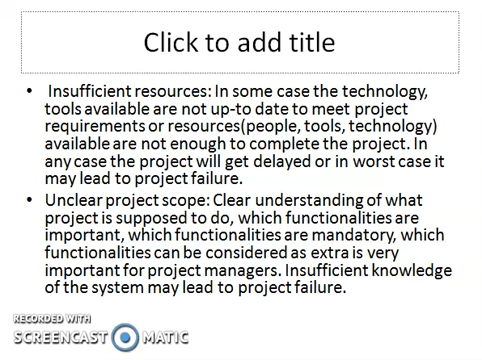 Click to add title
• Insufficient resources: In some case the technology,
tools available are not up-to date to meet project
requirements or resources(people, tools, technology)
available are not enough to complete the project. In
any case the project will get delayed or in worst case it
may lead to project failure.
• Unclear project scope: Clear understanding of what
project is supposed to do, which functionalities are
important, which functionalities are mandatory, which
functionalities can be considered as extra is very
important for project managers. Insufficient knowledge
of the system may lead to project failure.
RECORDED WITH
SCREENCAST MATIC